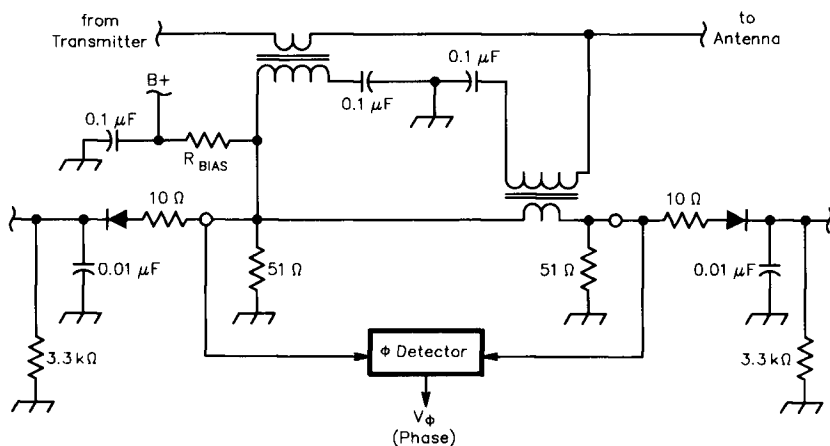 from
Transmitter
to
Antenna
0.1 µF
0.1 µF
B+
0.1 µF
R BIAS
10 Ω
10 Ω
0.01 µF
51 Ω
51 Ω
0.01 µF
3.3 kΩ
ϕ Detector
3.3 kΩ
Vϕ
(Phase)